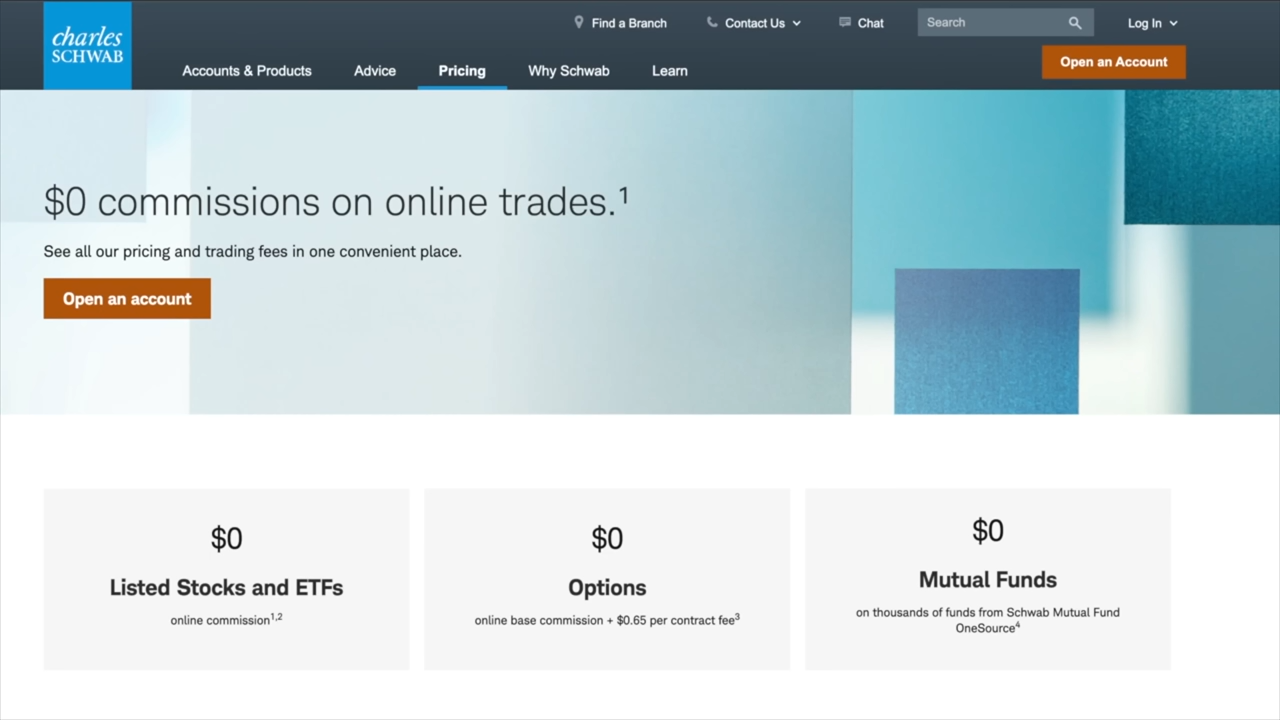 charles
SCHWAB
Find a Branch
Contact Us
Chat
Search
Log In
Accounts & Products
Advice
Pricing
Why Schwab
Learn
Open an Account
$0 commissions on online trades.¹
See all our pricing and trading fees in one convenient place.
Open an account
$0
Listed Stocks and ETFs
online commission¹,²
$0
Options
online base commission + $0.65 per contract fee³
$0
Mutual Funds
on thousands of funds from Schwab Mutual Fund
OneSource⁴